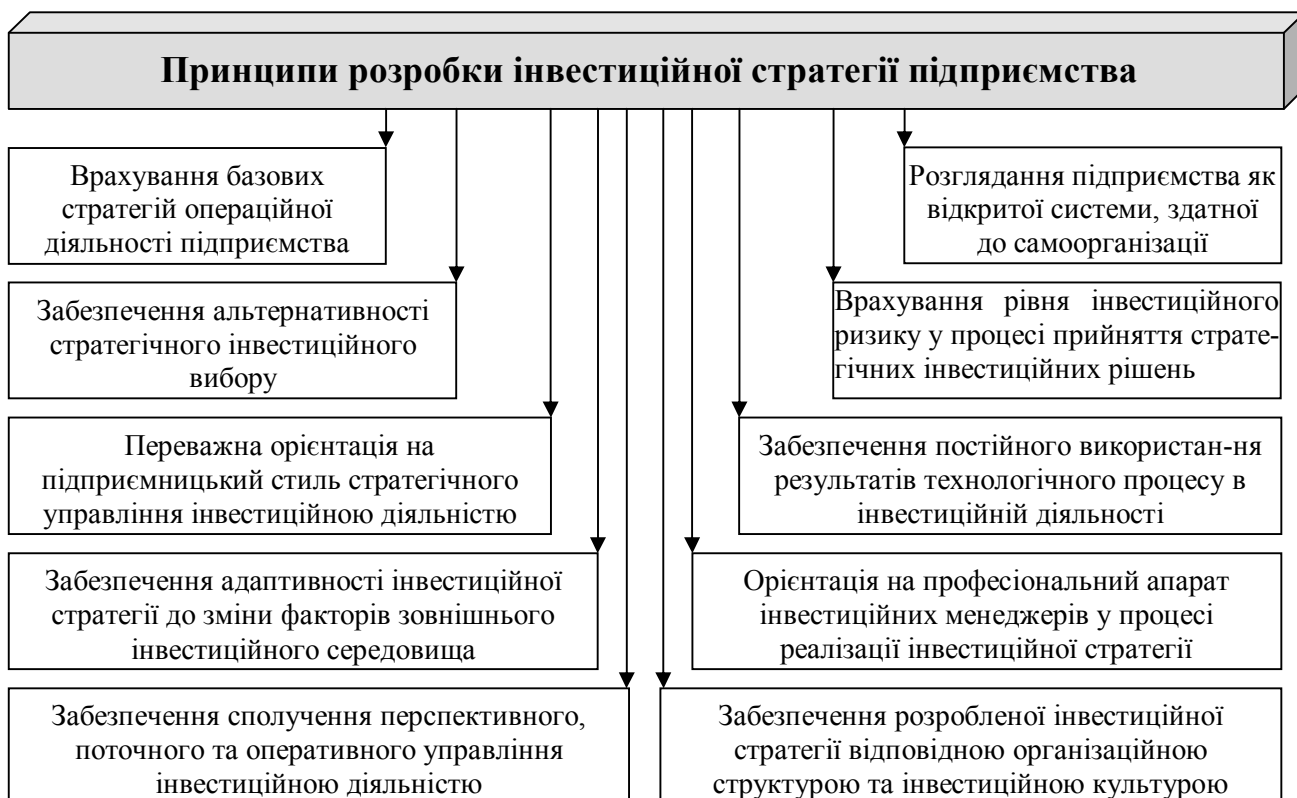 Принципи розробки інвестиційної стратегії підприємства
Врахування базових
стратегій операційної
діяльності підприємства
Розглядання підприємства як
відкритої системи, здатної
до самоорганізації
Забезпечення альтернативності
стратегічного інвестиційного
вибору
Врахування рівня інвестиційного
ризику у процесі прийняття страте-
гічних інвестиційних рішень
Переважна орієнтація на
підприємницький стиль стратегічного
управління інвестиційною діяльністю
Забезпечення постійного використан-ня
результатів технологічного процесу в
інвестиційній діяльності
Забезпечення адаптивності інвестиційної
стратегії до зміни факторів зовнішнього
інвестиційного середовища
Орієнтація на професіональний апарат
інвестиційних менеджерів у процесі
реалізації інвестиційної стратегії
Забезпечення сполучення перспективного,
поточного та оперативного управління
інвестиційною діяльністю
Забезпечення розробленої інвестиційної
стратегії відповідною організаційною
структурою та інвестиційною культурою